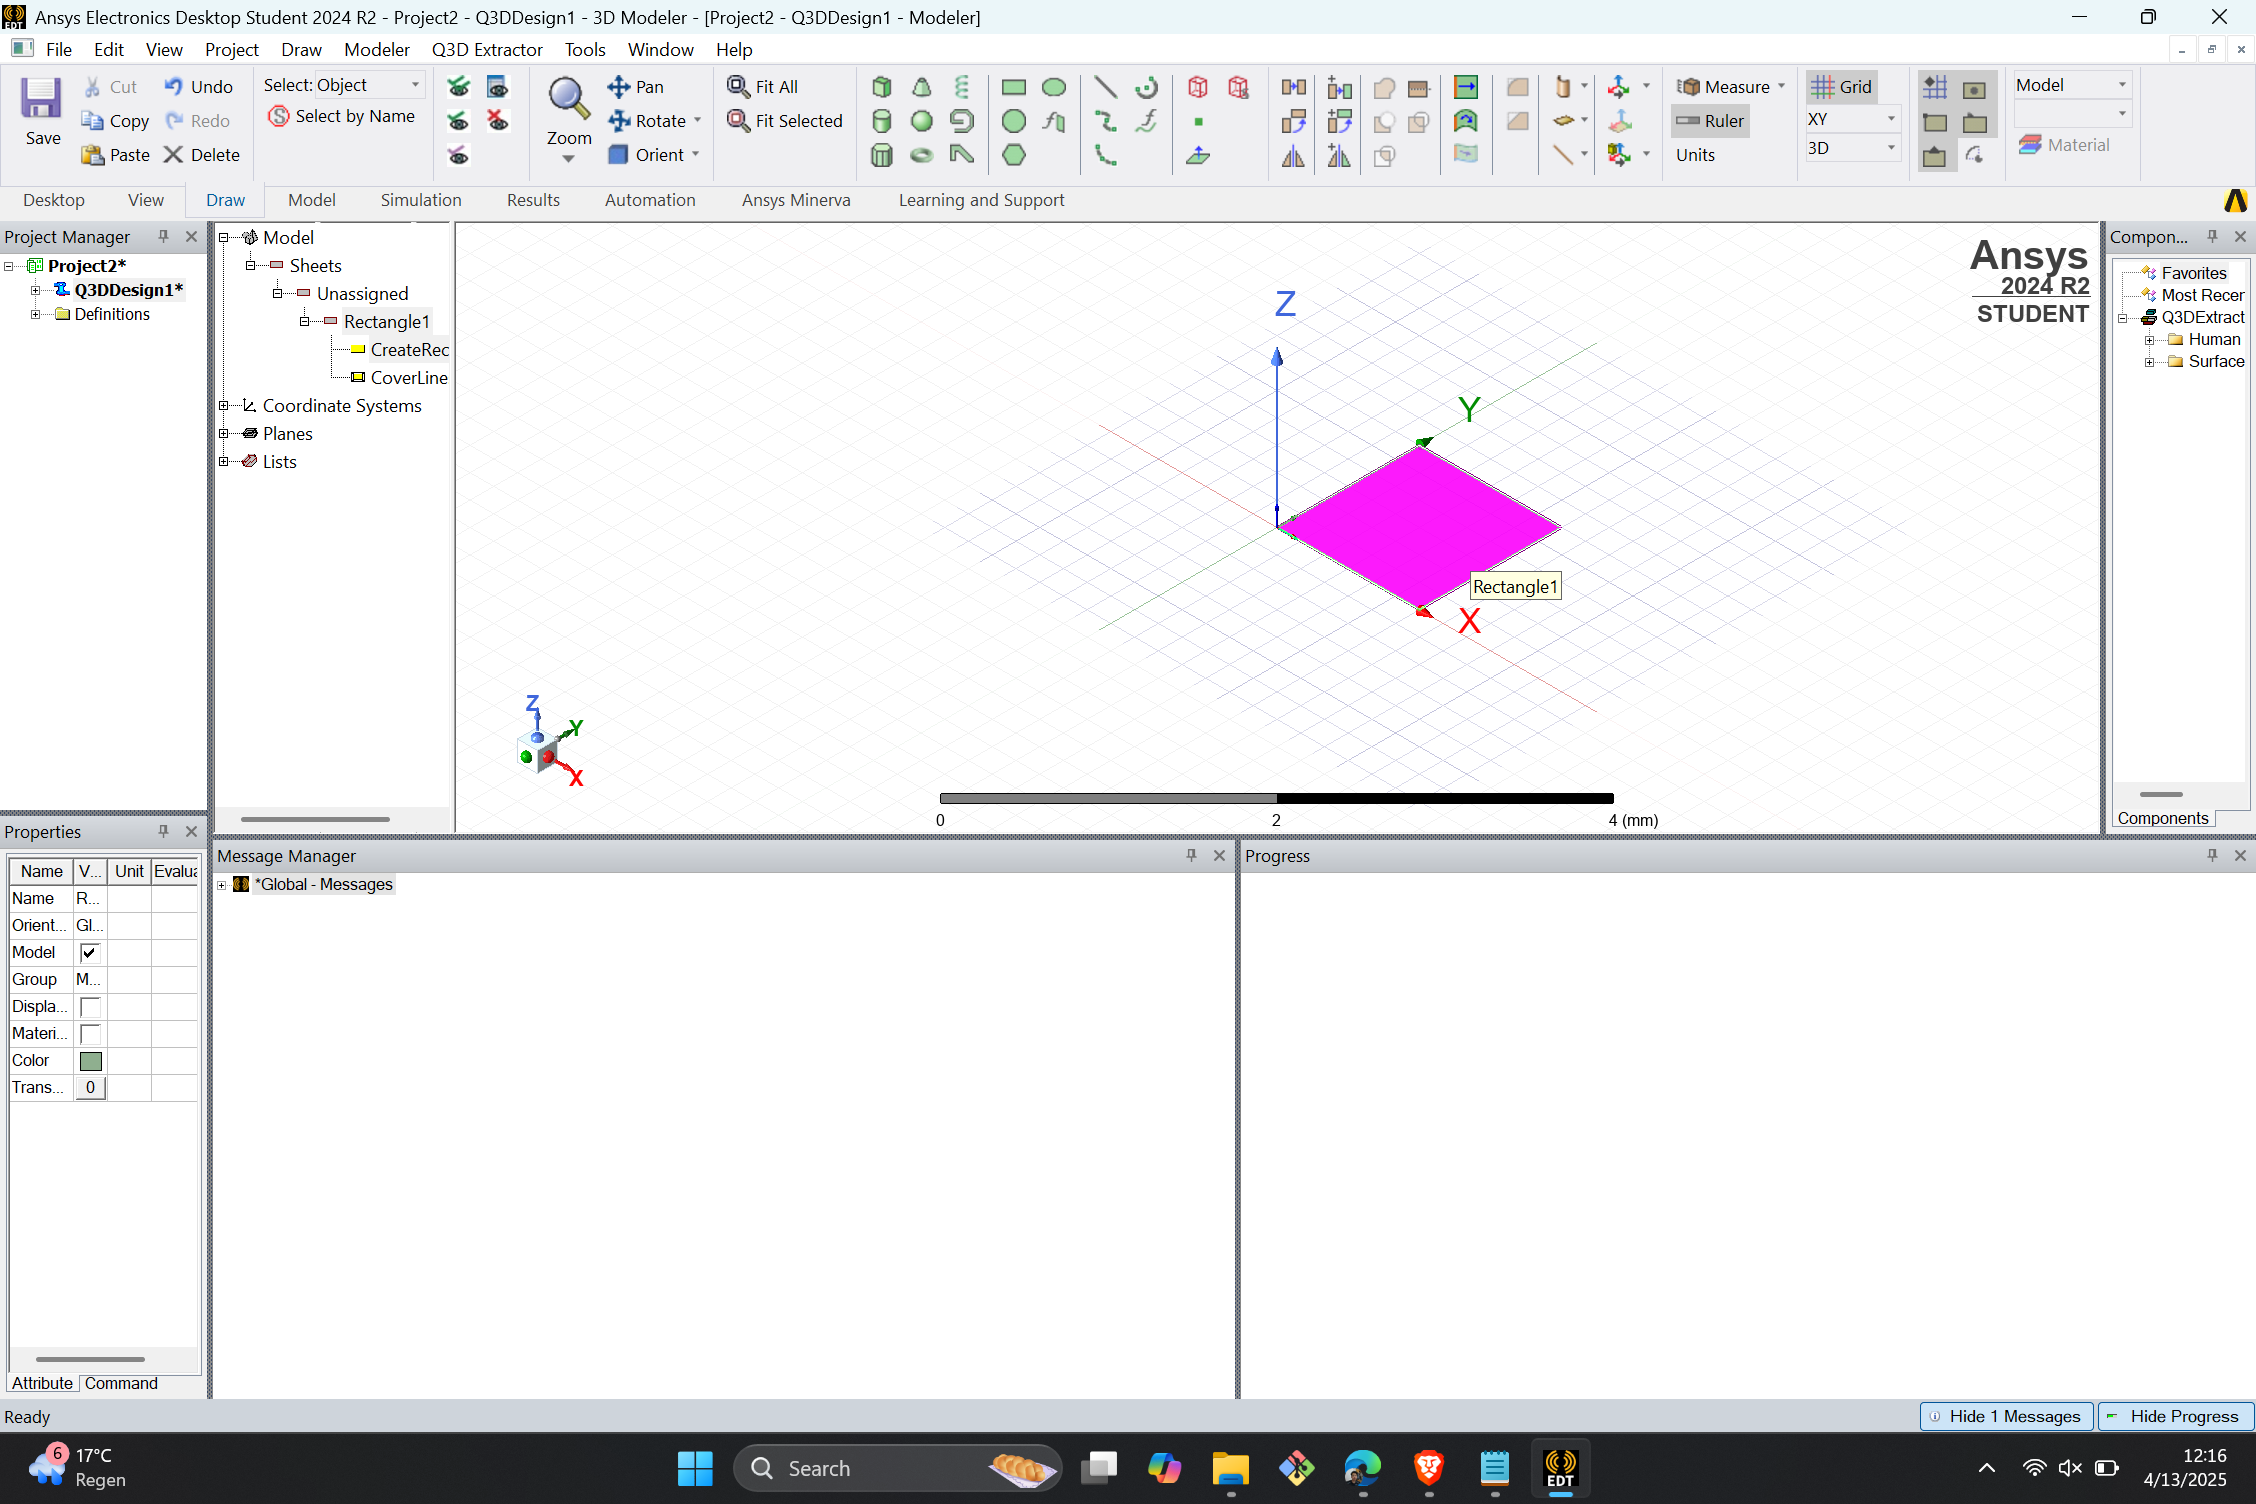 Ansys Electronics Desktop Student 2024 R2 - Project2 - Q3DDesign1 - 3D Modeler - [Project2 - Q3DDesign1 - Modeler]
File Edit View Project Draw Modeler Q3D Extractor Tools Window Help
Save
Cut
Copy
Paste
Undo
Redo
Delete
Select: Object
Select by Name
Zoom
Pan
Rotate
Orient
Fit All
Fit Selected
Measure
Ruler
Units
Grid
XY
3D
Model
Material
Desktop View Draw Model Simulation Results Automation Ansys Minerva Learning and Support
Project Manager
Project2*
Q3DDesign1*
Definitions
Model
Sheets
Unassigned
Rectangle1
CreateRec
CoverLine
Coordinate Systems
Planes
Lists
Ansys
2024 R2
STUDENT
Z
Y
X
Rectangle1
Z
Y
X
0 2 4 (mm)
Compon...
Favorites
Most Recer
Q3DExtract
Human
Surface
Components
Properties
Name V... Unit Evalua
Name R...
Orient... Gl...
Model
Group M...
Displa...
Materi...
Color
Trans... 0
Attribute Command
Message Manager
*Global - Messages
Progress
Ready
Hide 1 Messages
Hide Progress
6
17°C
Regen
Search
EDT
12:16
4/13/2025